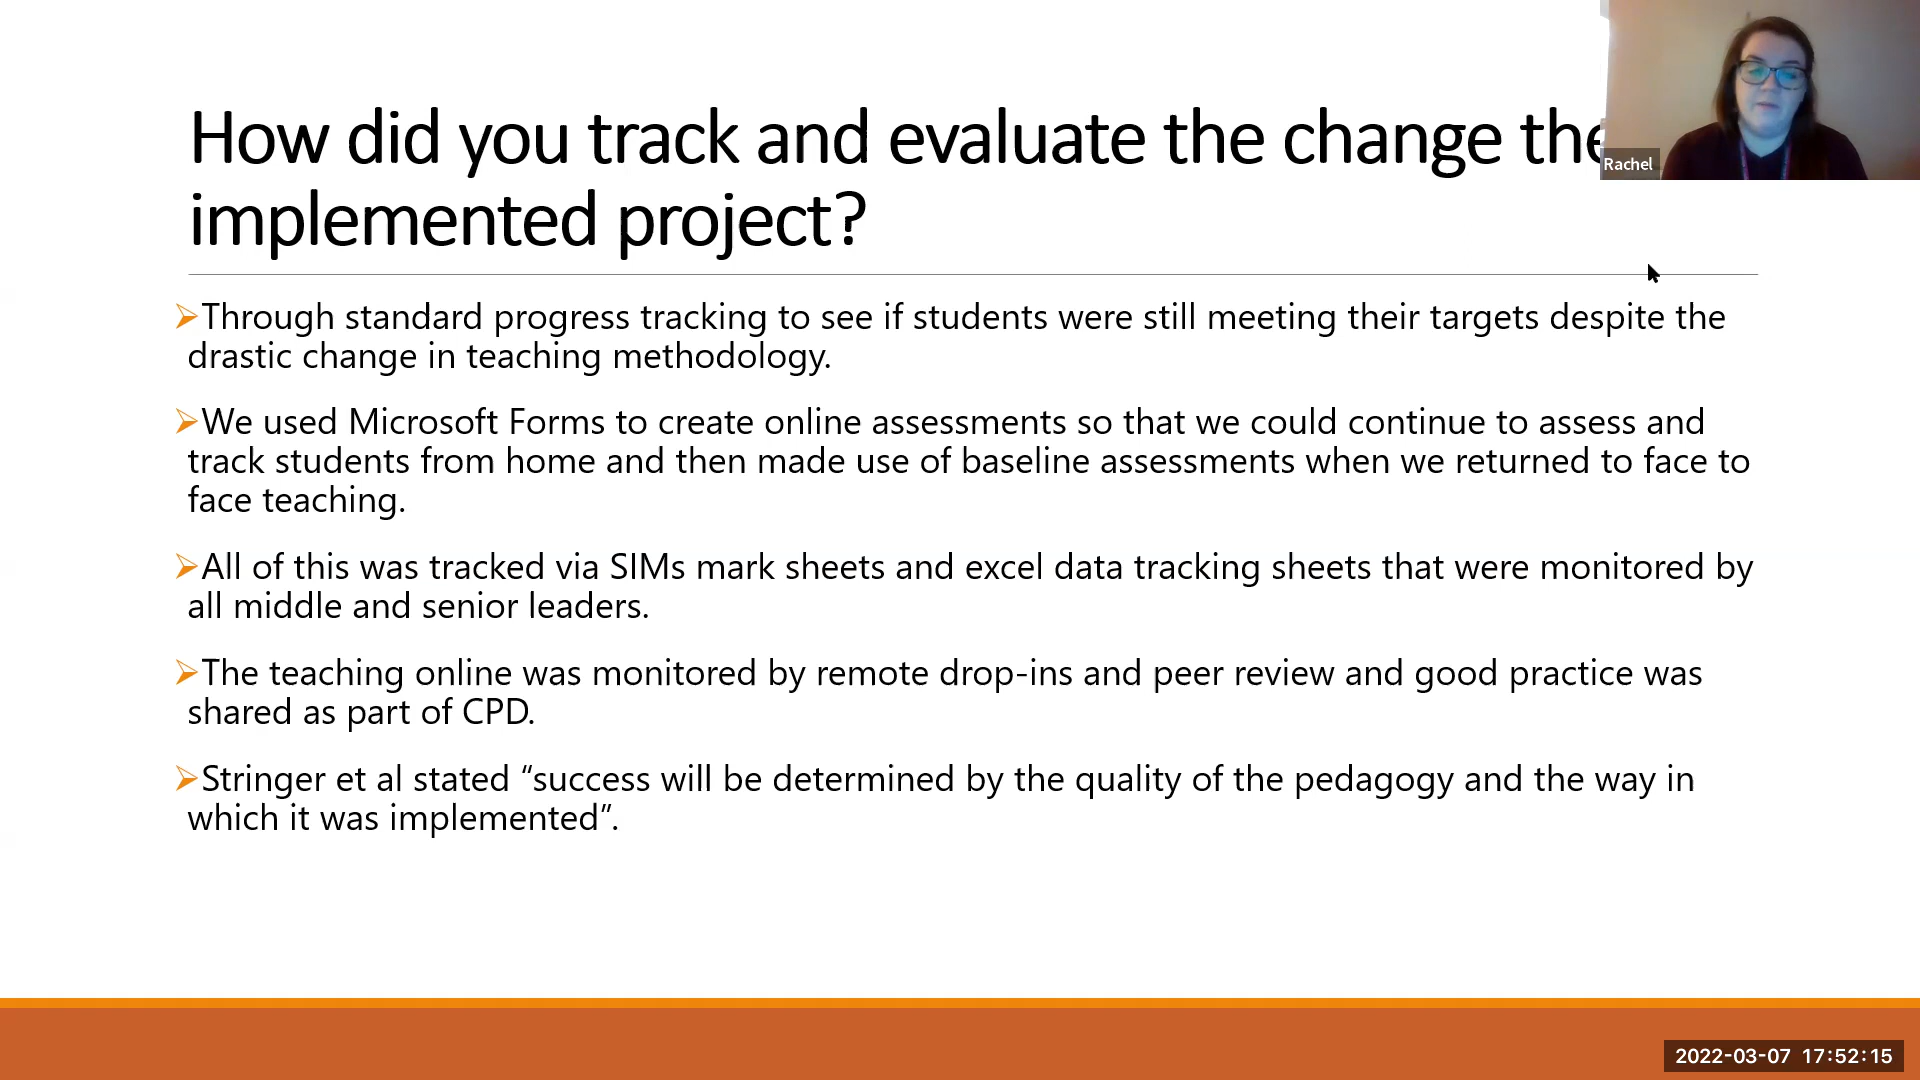 How did you track and evaluate the change the
implemented project?
Rachel
Through standard progress tracking to see if students were still meeting their targets despite the
drastic change in teaching methodology.
We used Microsoft Forms to create online assessments so that we could continue to assess and
track students from home and then made use of baseline assessments when we returned to face to
face teaching.
All of this was tracked via SIMs mark sheets and excel data tracking sheets that were monitored by
all middle and senior leaders.
The teaching online was monitored by remote drop-ins and peer review and good practice was
shared as part of CPD.
Stringer et al stated “success will be determined by the quality of the pedagogy and the way in
which it was implemented”.
2022-03-07 17:52:15